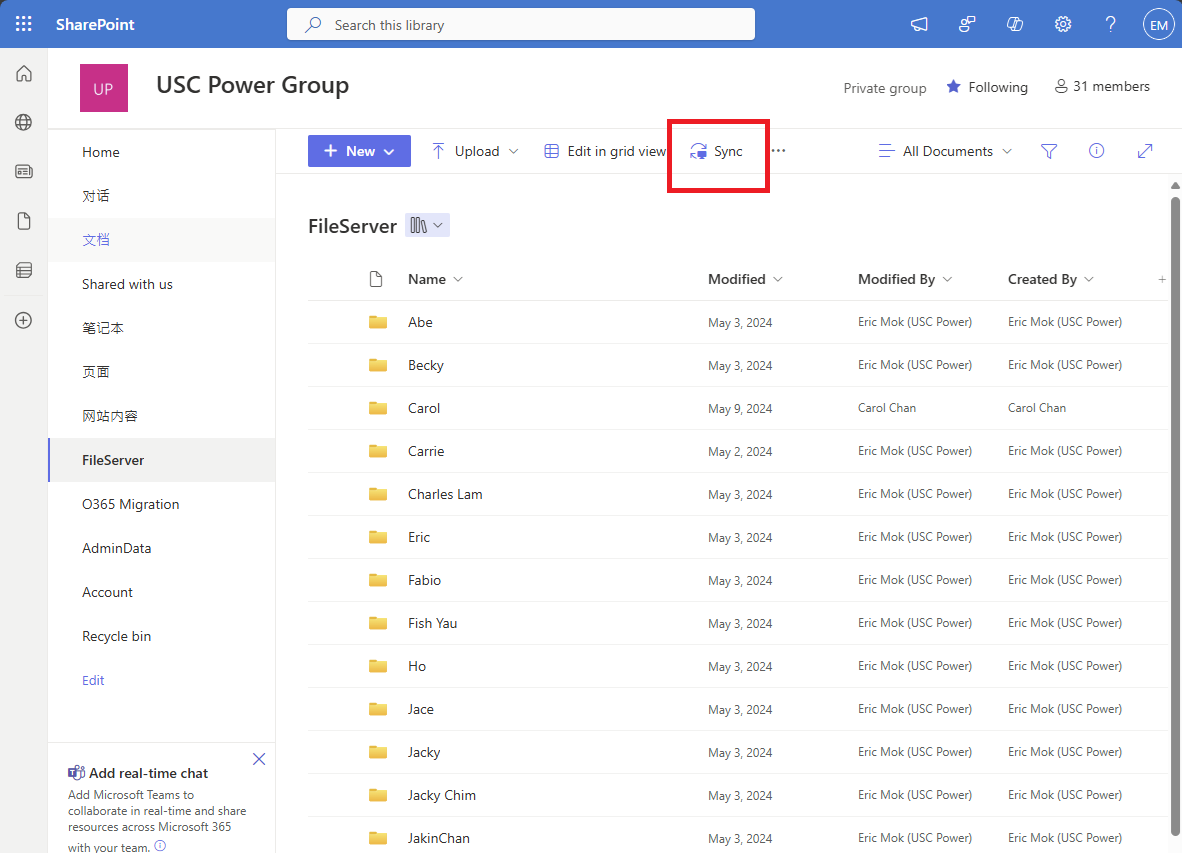 SharePoint
Search this library
EM
UP
USC Power Group
Private group
Following
31 members
Home
对话
文档
Shared with us
笔记本
页面
网站内容
FileServer
O365 Migration
AdminData
Account
Recycle bin
Edit
Add real-time chat
Add Microsoft Teams to
collaborate in real-time and share
resources across Microsoft 365
with your team.
New
Upload
Edit in grid view
Sync
All Documents
FileServer
Name Modified Modified By Created By
Abe May 3, 2024 Eric Mok (USC Power) Eric Mok (USC Power)
Becky May 3, 2024 Eric Mok (USC Power) Eric Mok (USC Power)
Carol May 9, 2024 Carol Chan Carol Chan
Carrie May 2, 2024 Eric Mok (USC Power) Eric Mok (USC Power)
Charles Lam May 3, 2024 Eric Mok (USC Power) Eric Mok (USC Power)
Eric May 3, 2024 Eric Mok (USC Power) Eric Mok (USC Power)
Fabio May 3, 2024 Eric Mok (USC Power) Eric Mok (USC Power)
Fish Yau May 3, 2024 Eric Mok (USC Power) Eric Mok (USC Power)
Ho May 3, 2024 Eric Mok (USC Power) Eric Mok (USC Power)
Jace May 3, 2024 Eric Mok (USC Power) Eric Mok (USC Power)
Jacky May 3, 2024 Eric Mok (USC Power) Eric Mok (USC Power)
Jacky Chim May 3, 2024 Eric Mok (USC Power) Eric Mok (USC Power)
JakinChan May 3, 2024 Eric Mok (USC Power) Eric Mok (USC Power)